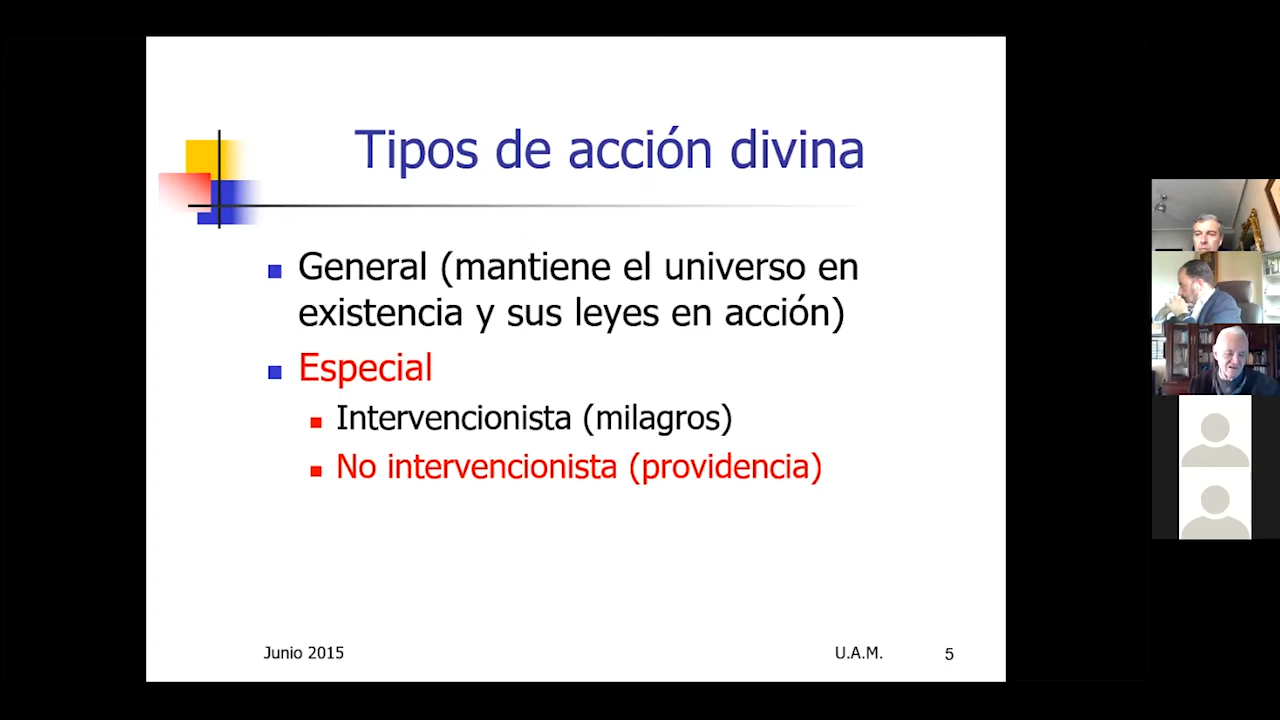 Tipos de acción divina
General (mantiene el universo en
existencia y sus leyes en acción)
Especial
Intervencionista (milagros)
No intervencionista (providencia)
Junio 2015
U.A.M.
5